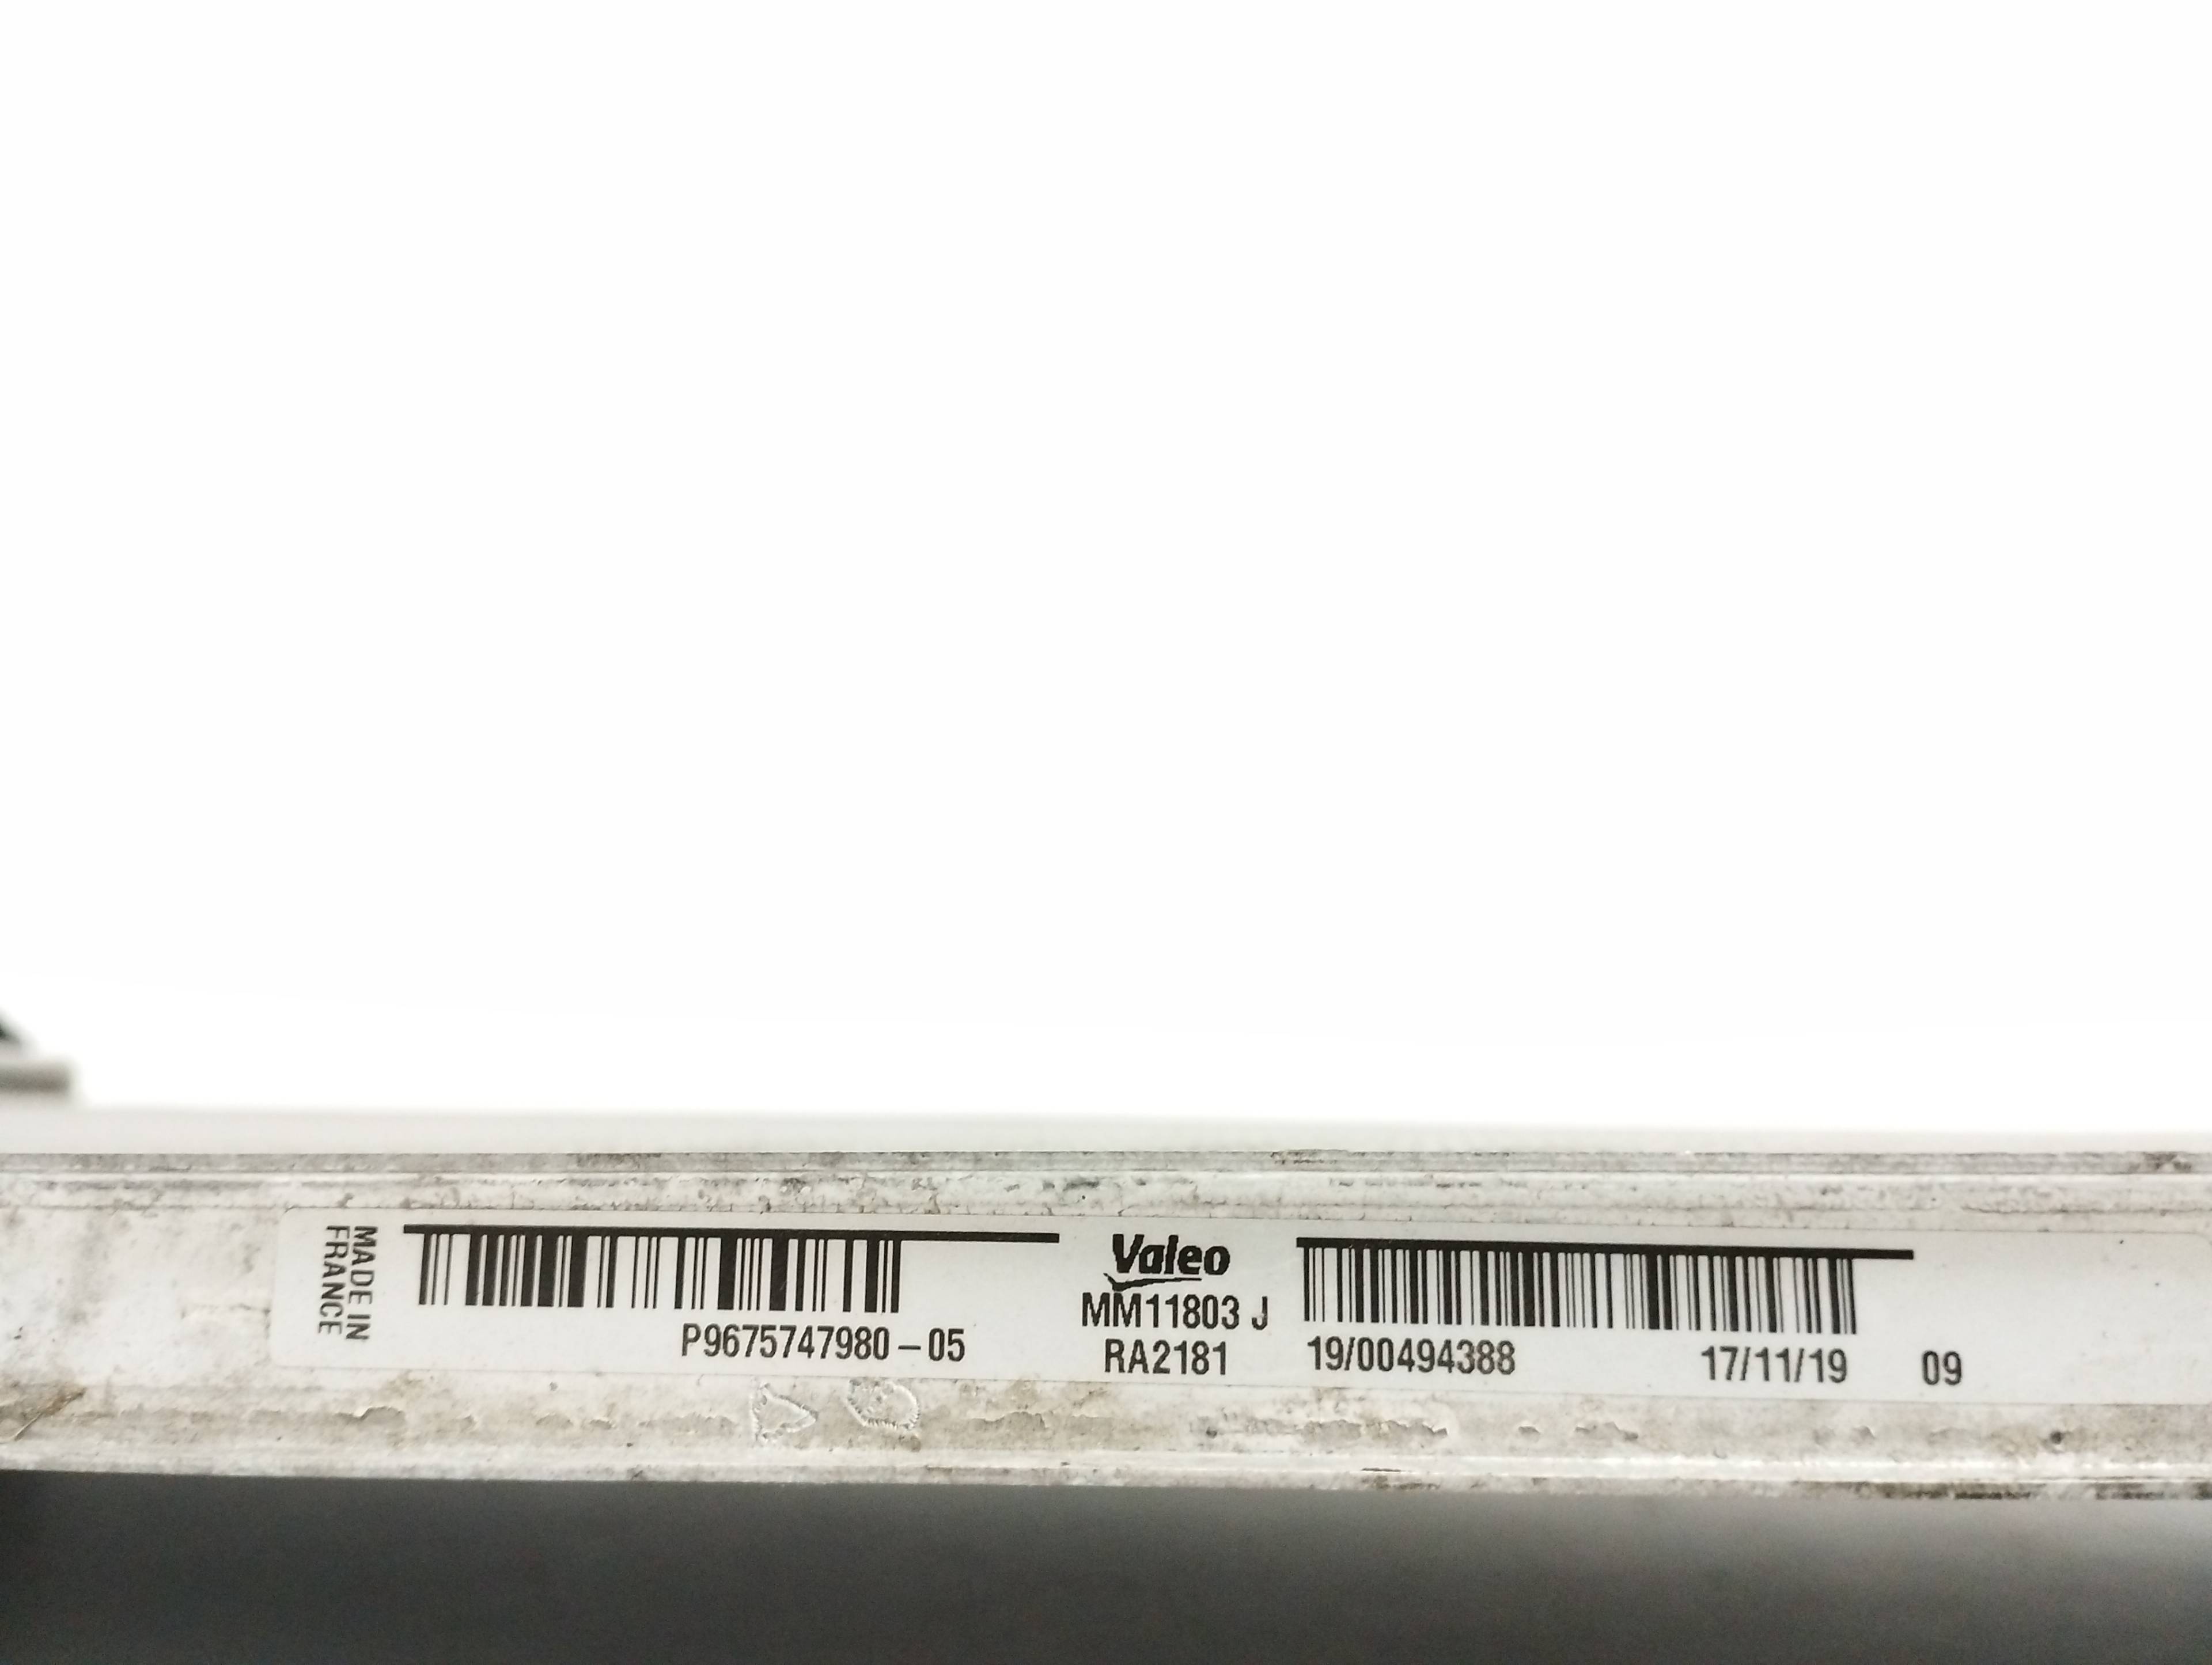 MADE IN
FRANCE
P9675747980-05
Valeo
MM11803 J
RA2181
19/00494388
17/11/19
09